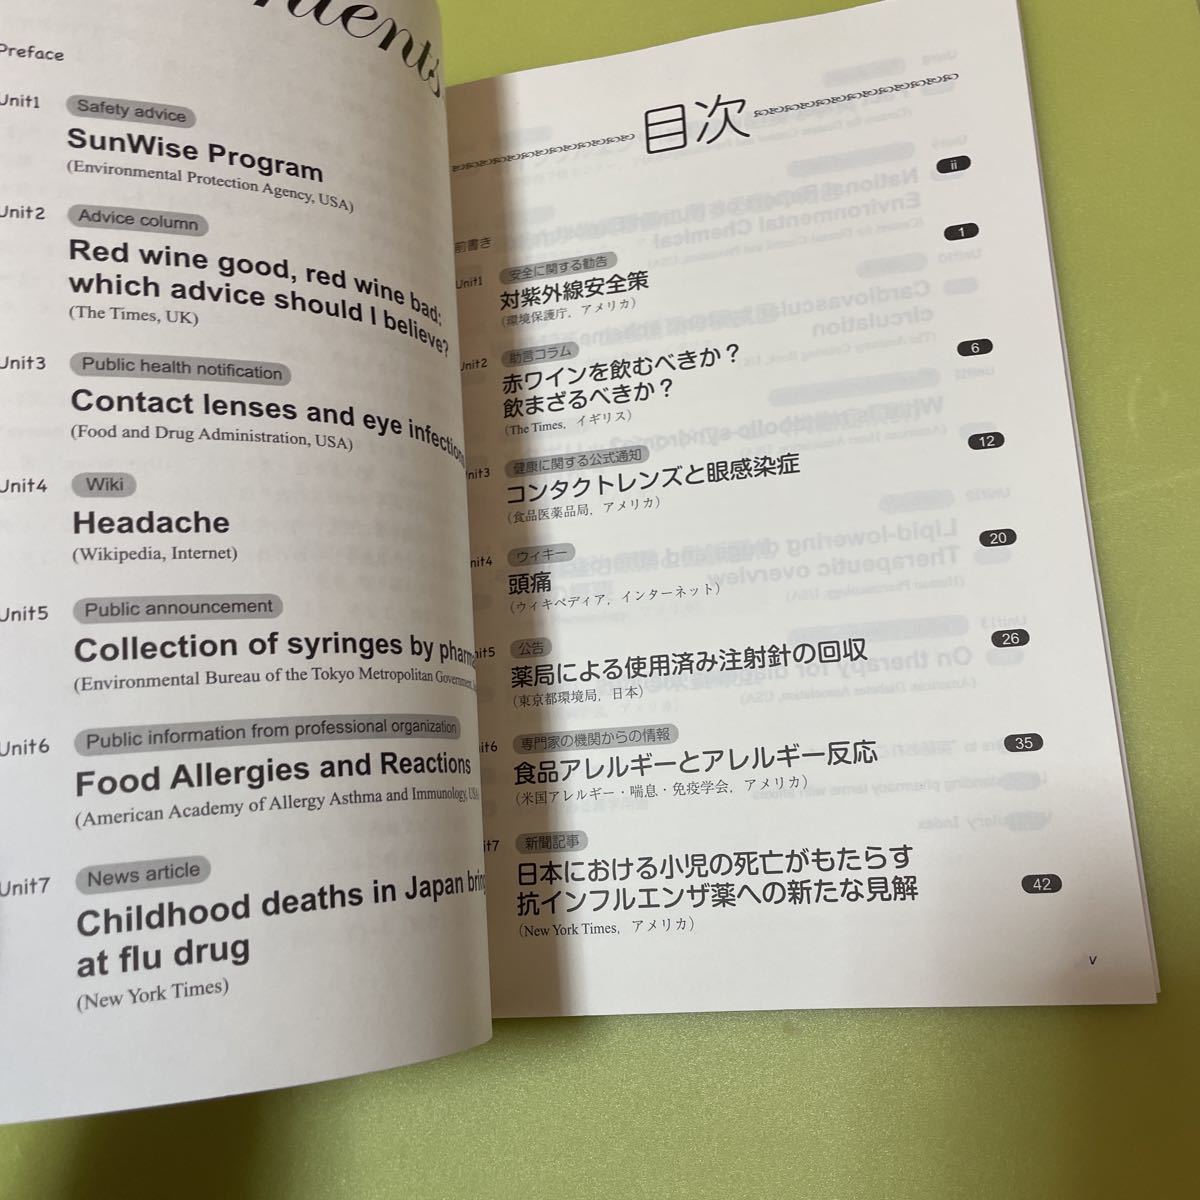 Preface
Unit1
Safety advice
SunWise Program
(Environmental Protection Agency, USA)
Unit2
Advice column
Red wine good, red wine bad:
which advice should I believe?
(The Times, UK)
Unit3
Public health notification
Contact lenses and eye infection
(Food and Drug Administration, USA)
Unit4
Wiki
Headache
(Wikipedia, Internet)
Unit5
Public announcement
Collection of syringes by
(Environmental Bureau of the Tokyo Metropolitan Government,
Unit6
Public information from professional organization
Food Allergies and Reactions
(American Academy of Allergy Asthma and Immunology, USA)
Unit7
News article
Childhood deaths in Japan
at flu drug
(New York Times)
目次
前書き
ii
Unit1
安全に関する勧告
1
対紫外線安全策
(環境保護庁, アメリカ)
Unit2
助言コラム
赤ワインを飲むべきか?
6
飲まざるべきか?
(The Times, イギリス)
nit3
健康に関する公式通知
コンタクトレンズと眼感染症
12
(食品医薬品局, アメリカ)
nit4
ウィキー
頭痛
20
(ウィキペディア, インターネット)
nit5
公告
薬局による使用済み注射針の回収
26
(東京都環境局, 日本)
it6
専門家の機関からの情報
食品アレルギーとアレルギー反応
35
(米国アレルギー・喘息・免疫学会, アメリカ)
it7
新聞記事
日本における小児の死亡がもたらす
抗インフルエンザ薬への新たな見解
42
(New York Times, アメリカ)
v